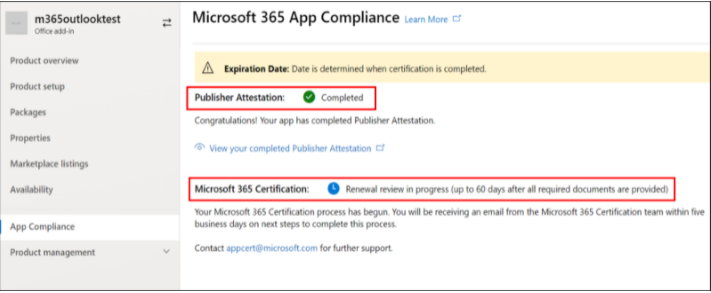 m365outlooktest
Office add-in
Product overview
Product setup
Packages
Properties
Marketplace listings
Availability
App Compliance
Product management
Microsoft 365 App Compliance Learn More
Expiration Date: Date is determined when certification is completed.
Publisher Attestation: Completed
Congratulations! Your app has completed Publisher Attestation.
View your completed Publisher Attestation
Microsoft 365 Certification: Renewal review in progress (up to 60 days after all required documents are provided)
Your Microsoft 365 Certification process has begun. You will be receiving an email from the Microsoft 365 Certification team within five
business days on next steps to complete this process.
Contact appcert@microsoft.com for further support.